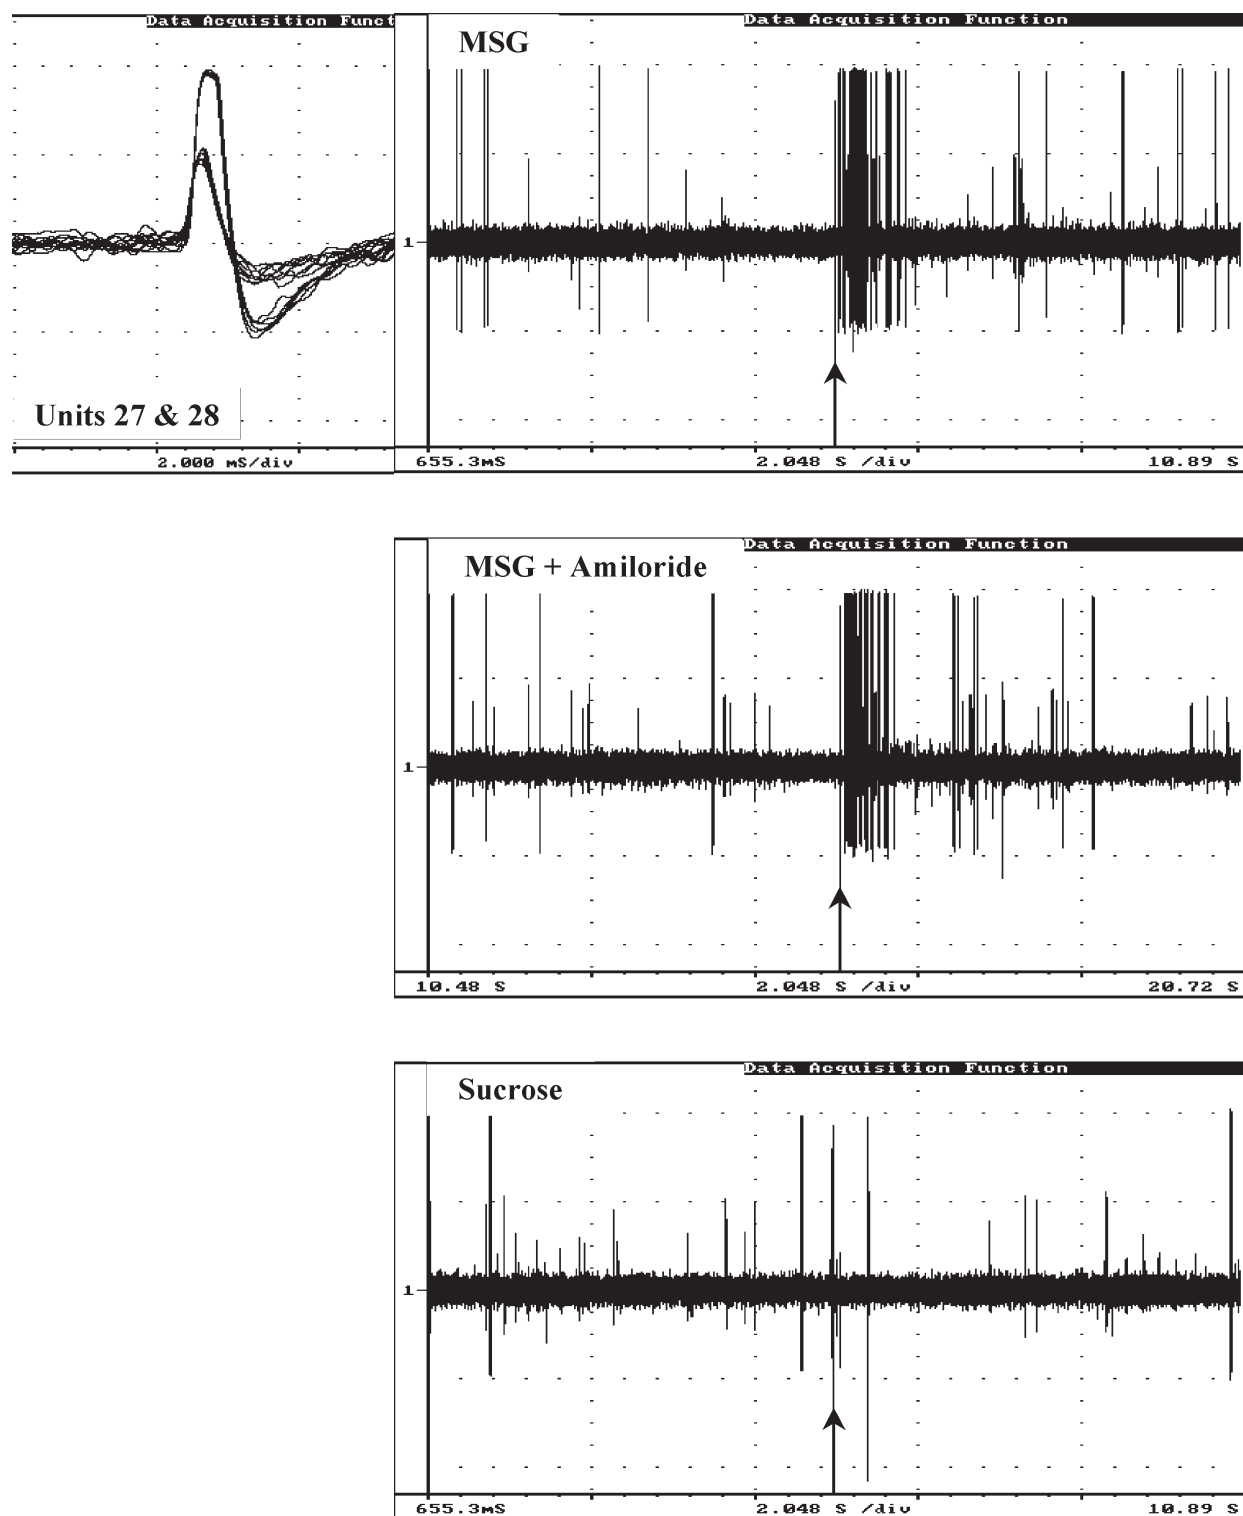 Data Acquisition Funct
Units 27 & 28
2.000 mS/div
Data Acquisition Function
MSG
1
655.3mS 2.048 S /div 10.89 S
Data Acquisition Function
MSG + Amiloride
1
10.48 S 2.048 S /div 20.72 S
Data Acquisition Function
Sucrose
1
655.3mS 2.048 S /div 10.89 S